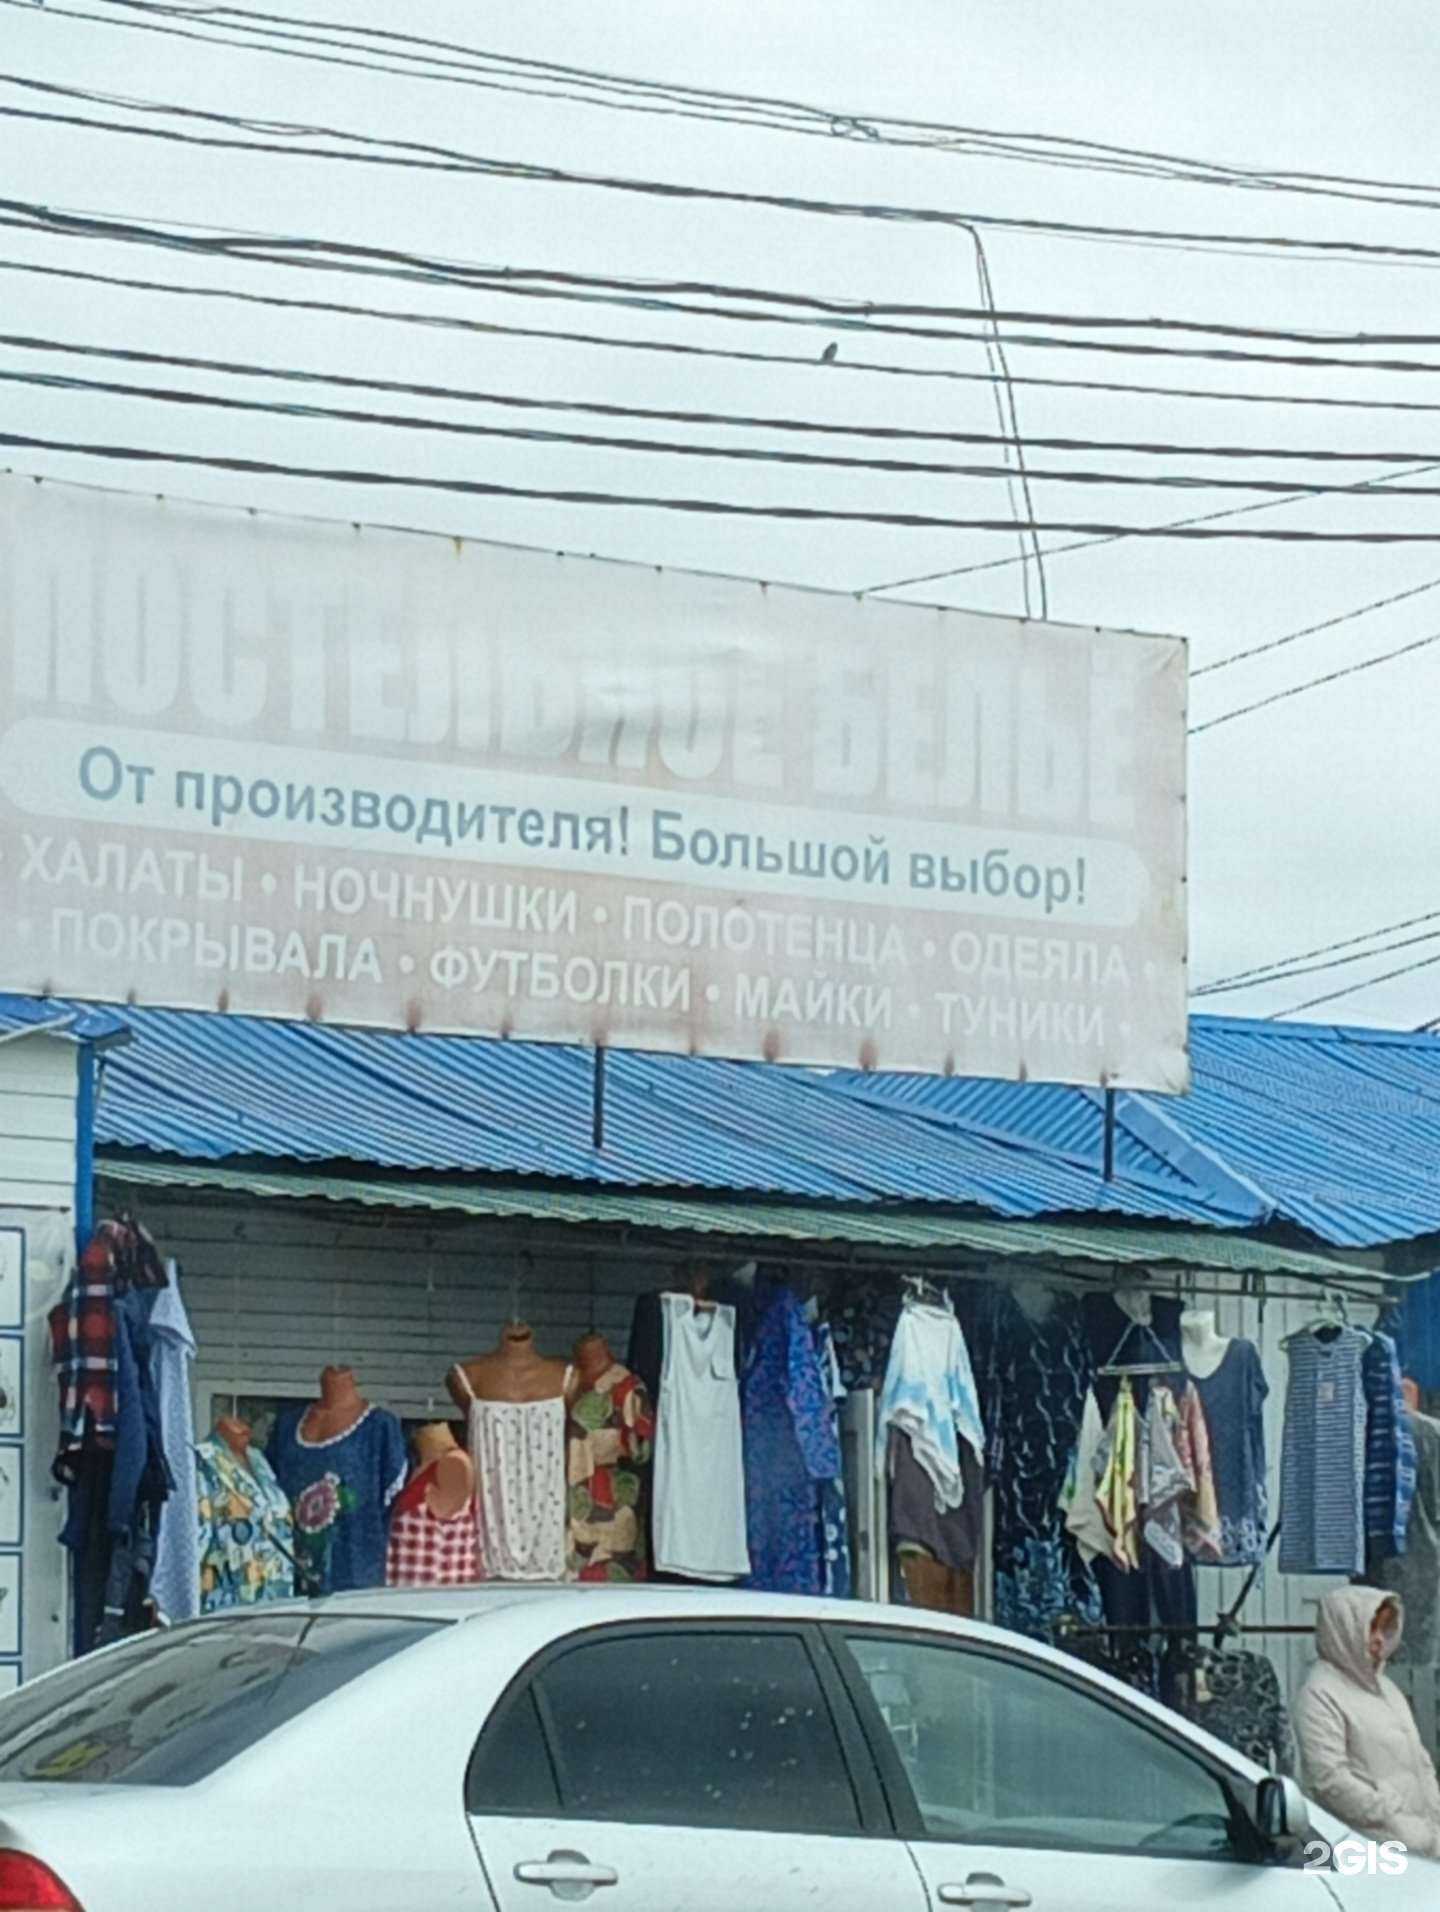 ПОСТЕЛЬНОЕ БЕЛЬЁ
От производителя! Большой выбор!
• ХАЛАТЫ • НОЧНУШКИ • ПОЛОТЕНЦА • ОДЕЯЛА •
• ПОКРЫВАЛА • ФУТБОЛКИ • МАЙКИ • ТУНИКИ •
2GIS